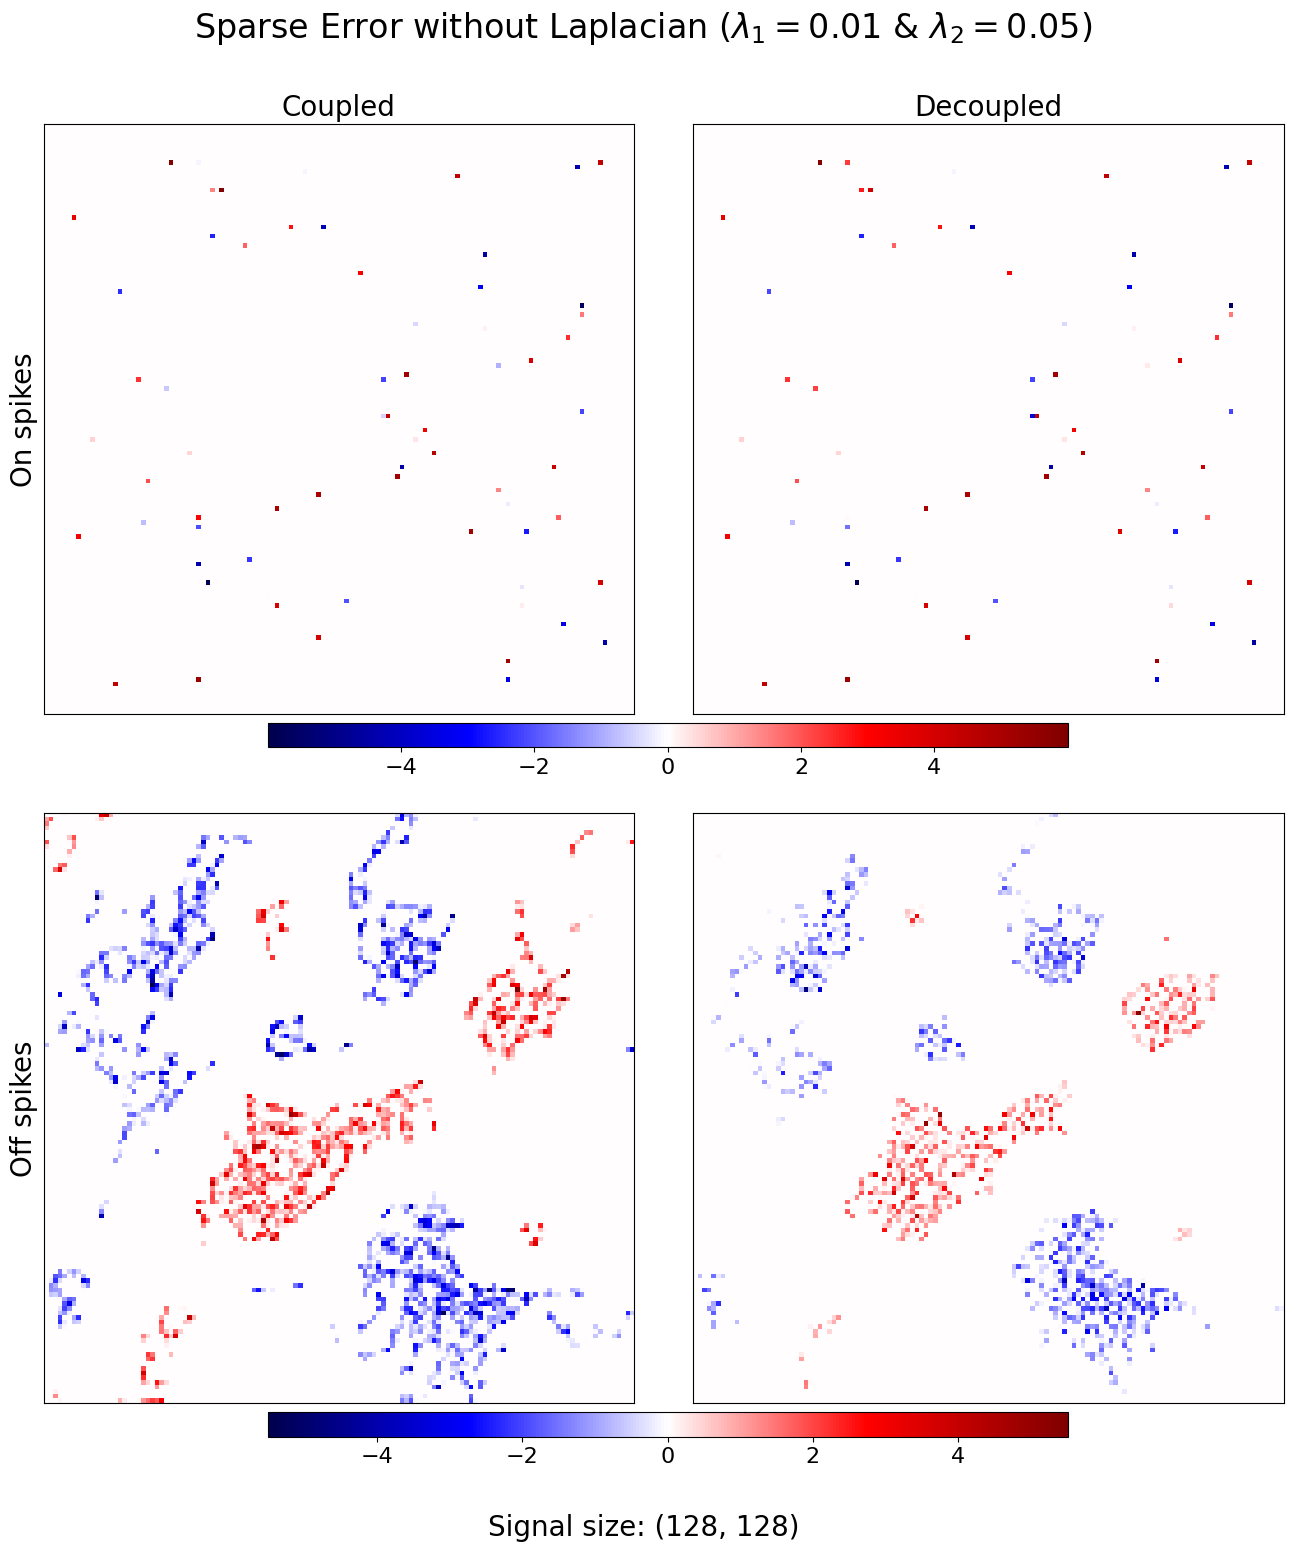 Sparse Error without Laplacian (λ₁ = 0.01 & λ₂ = 0.05)
Coupled
Decoupled
On spikes
−4 −2 0 2 4
Off spikes
−4 −2 0 2 4
Signal size: (128, 128)